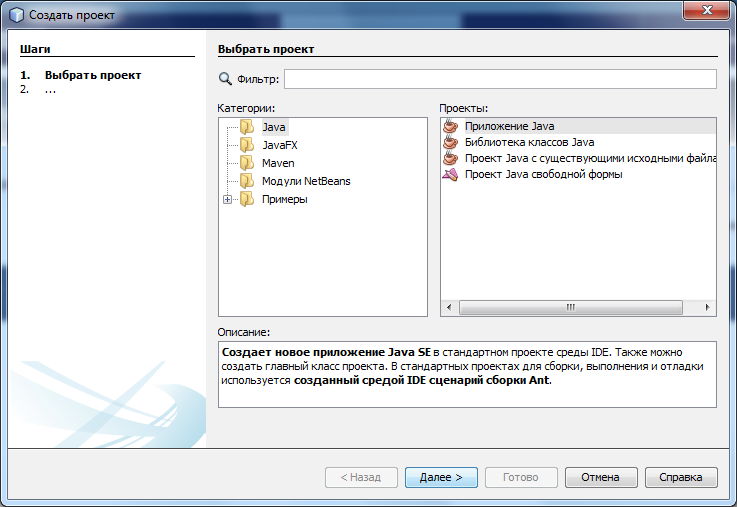 Создать проект
Шаги
1. Выбрать проект
2. ...
Выбрать проект
Фильтр:
Категории:
Java
JavaFX
Maven
Модули NetBeans
Примеры
Проекты:
Приложение Java
Библиотека классов Java
Проект Java с существующими исходными файла
Проект Java свободной формы
Описание:
Создает новое приложение Java SE в стандартном проекте среды IDE. Также можно
создать главный класс проекта. В стандартных проектах для сборки, выполнения и отладки
используется созданный средой IDE сценарий сборки Ant.
< Назад
Далее >
Готово
Отмена
Справка